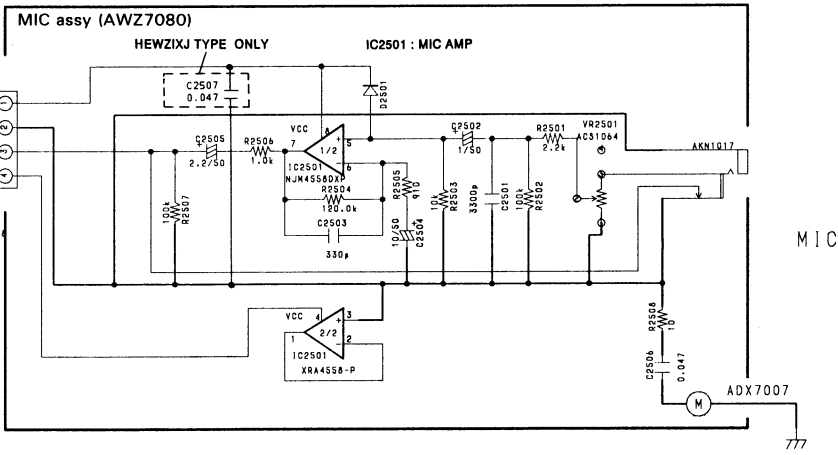 MIC assy (AWZ7080)
HEWZIXJ TYPE ONLY
IC2501 : MIC AMP
C2507
0.047
D2501
1
2
3
4
VCC
8
7
1/2
+
5
-
6
IC2501
NJM4558DXP
C2505
+
2.2/50
R2506
1.0k
R2504
120.0k
C2503
330p
100k
R2507
R2505
910
10/50
+
C2504
C2502
+
1/50
10k
R2503
3300p
C2501
100k
R2502
R2501
2.2k
VR2501
ACS1064
AKN1017
MIC
VCC
4
1
2/2
+
3
-
2
IC2501
XRA4558-P
R2508
10
C2506
0.047
M
ADX7007